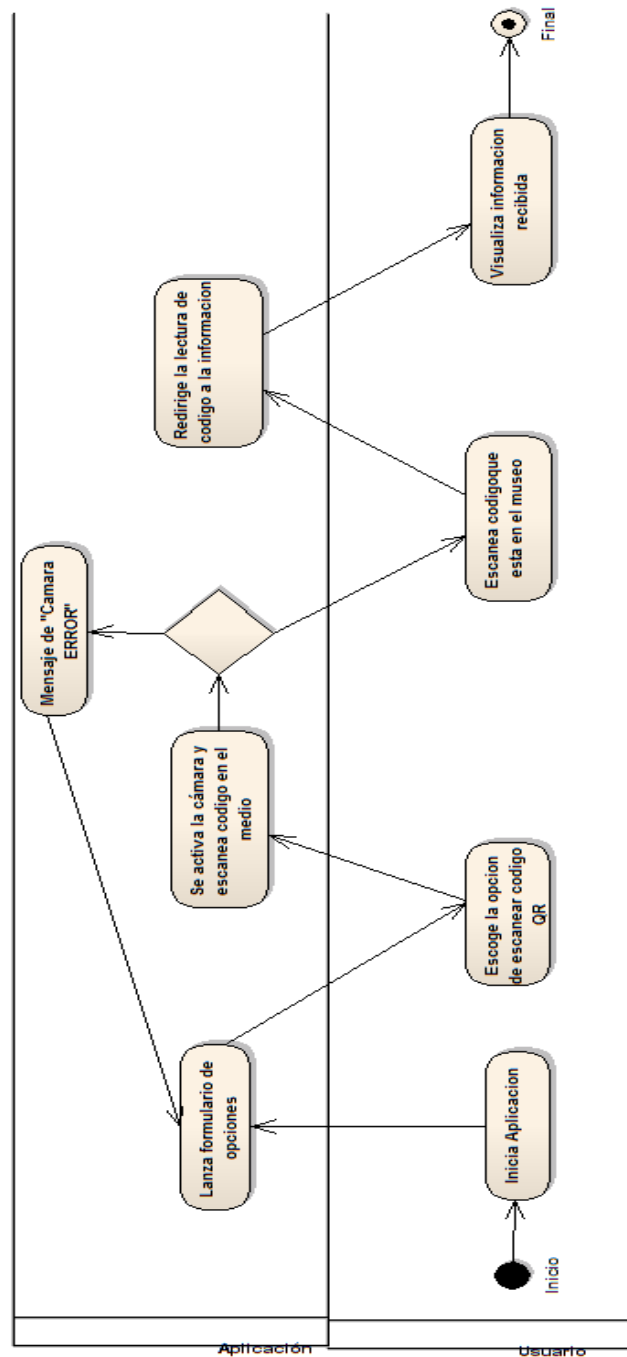 Aplicación
Usuario
Inicio
Inicia Aplicacion
Lanza formulario de
opciones
Escoge la opcion
de escanear codigo
QR
Se activa la cámara y
escanea codigo en el
medio
Mensaje de "Camara
ERROR"
Escanea codigoque
esta en el museo
Redirige la lectura de
codigo a la informacion
Visualiza informacion
recibida
Final